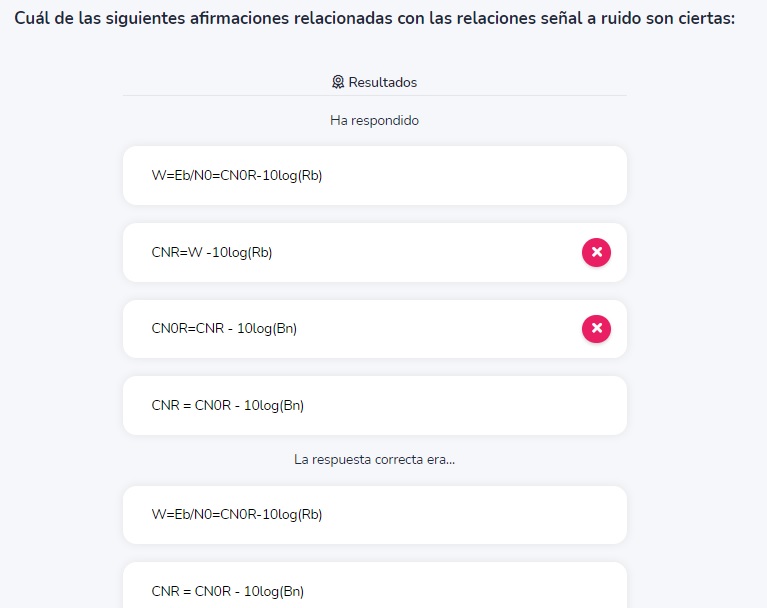 Cuál de las siguientes afirmaciones relacionadas con las relaciones señal a ruido son ciertas:
Resultados
Ha respondido
W=Eb/N0=CN0R-10log(Rb)
CNR=W -10log(Rb)
CN0R=CNR - 10log(Bn)
CNR = CN0R - 10log(Bn)
La respuesta correcta era...
W=Eb/N0=CN0R-10log(Rb)
CNR = CN0R - 10log(Bn)